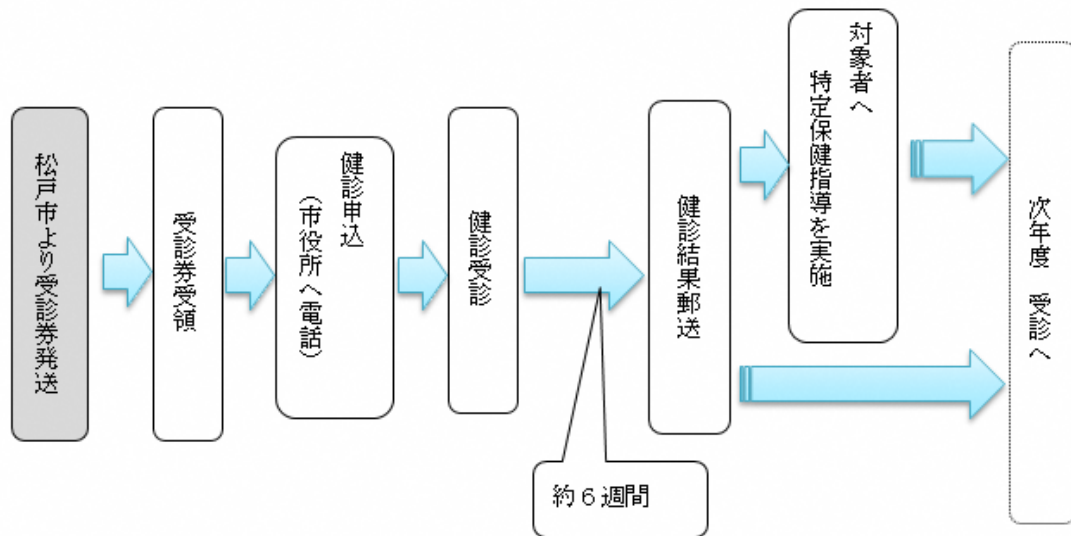 松戸市より受診券発送
受診券受領
健診申込
(市役所へ電話)
健診受診
約6週間
健診結果郵送
対象者へ
特定保健指導を実施
次年度 受診へ